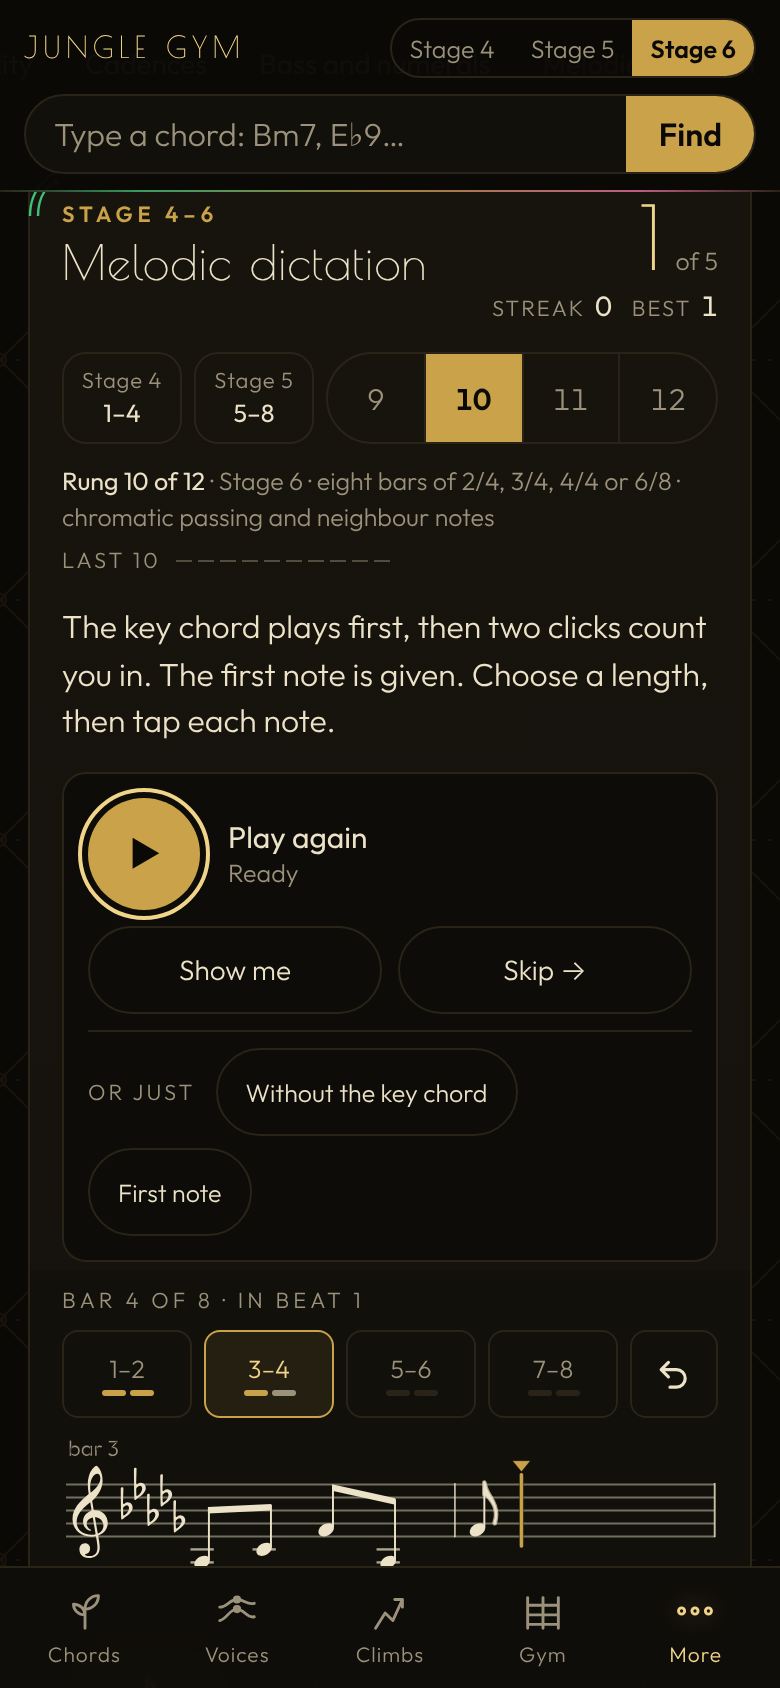 JUNGLE GYM
Stage 4 Stage 5 Stage 6
Cadences Bass and numerals
Type a chord: Bm7, E♭9… Find
STAGE 4–6
Melodic dictation
1 of 5
STREAK 0 BEST 1
Stage 4 1–4
Stage 5 5–8
9 10 11 12
Rung 10 of 12 · Stage 6 · eight bars of 2/4, 3/4, 4/4 or 6/8 ·
chromatic passing and neighbour notes
LAST 10
The key chord plays first, then two clicks count
you in. The first note is given. Choose a length,
then tap each note.
Play again
Ready
Show me Skip →
OR JUST Without the key chord
First note
BAR 4 OF 8 · IN BEAT 1
1–2 3–4 5–6 7–8
bar 3
Chords Voices Climbs Gym More